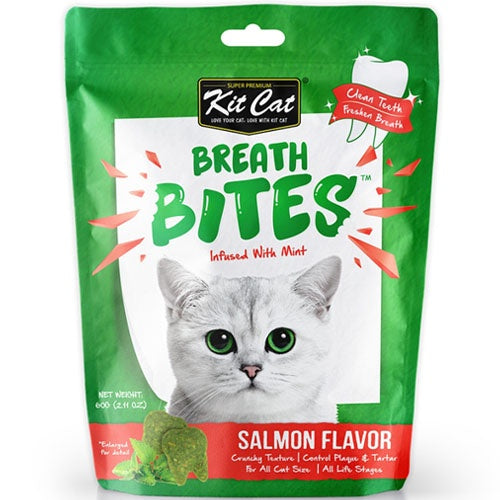 SUPER PREMIUM
Kit Cat®
LOVE YOUR CAT, LOVE WITH KIT CAT
Clean Teeth
Freshen Breath
BREATH
BITES™
Infused With Mint
NET WEIGHT:
60G (2.11 OZ.)
*Enlarged
For detail
SALMON FLAVOR
Crunchy Texture | Control Plaque & Tartar
For All Cat Size | All Life Stages